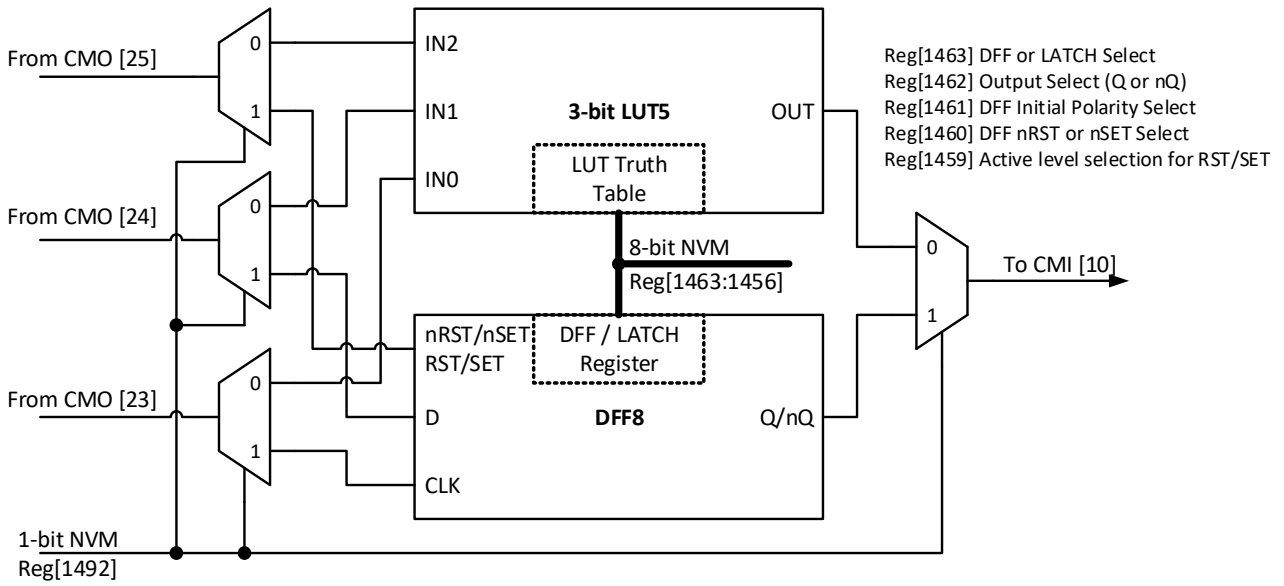 From CMO [25]
0
1
IN2
IN1
IN0
3-bit LUT5
OUT
LUT Truth
Table
Reg[1463] DFF or LATCH Select
Reg[1462] Output Select (Q or nQ)
Reg[1461] DFF Initial Polarity Select
Reg[1460] DFF nRST or nSET Select
Reg[1459] Active level selection for RST/SET
From CMO [24]
0
1
8-bit NVM
Reg[1463:1456]
0
1
To CMI [10]
From CMO [23]
0
1
nRST/nSET
RST/SET
D
CLK
DFF / LATCH
Register
DFF8
Q/nQ
1-bit NVM
Reg[1492]